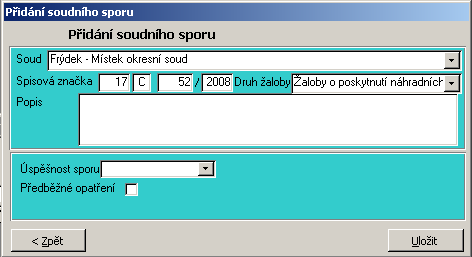 Přidání soudního sporu
Přidání soudního sporu
Soud Frýdek - Místek okresní soud
Spisová značka 17 C 52 / 2008 Druh žaloby Žaloby o poskytnutí náhradních
Popis
Úspěšnost sporu
Předběžné opatření
< Zpět Uložit